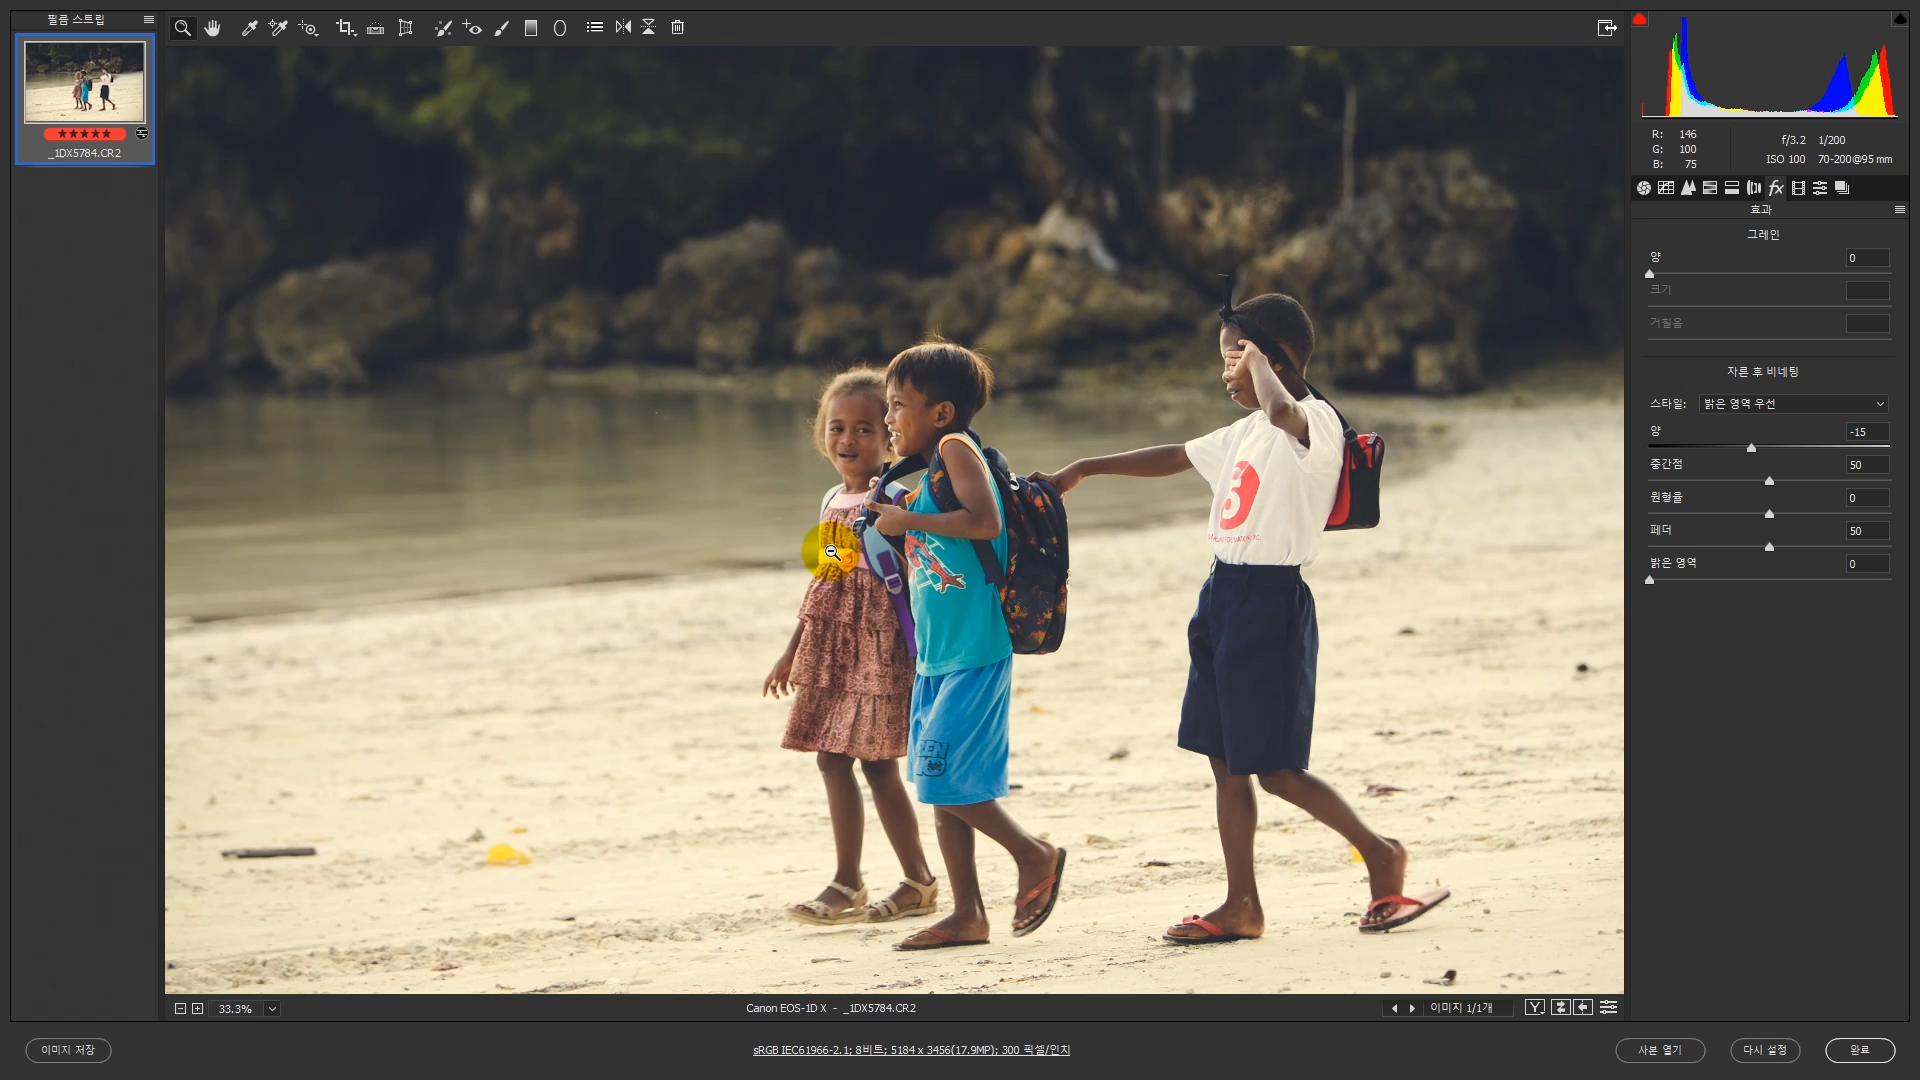 필름 스트립
★★★★★
_1DX5784.CR2
R: 146
G: 100
B: 75
f/3.2 1/200
ISO 100 70-200@95 mm
fx
효과
그레인
양 0
크기
거칠음
자른 후 비네팅
스타일: 밝은 영역 우선
양 -15
중간점 50
원형율 0
페더 50
밝은 영역 0
5
33.3%
Canon EOS-1D X - _1DX5784.CR2
이미지 1/1개
Y
이미지 저장
sRGB IEC61966-2.1; 8비트; 5184 x 3456(17.9MP); 300 픽셀/인치
사본 열기
다시 설정
완료